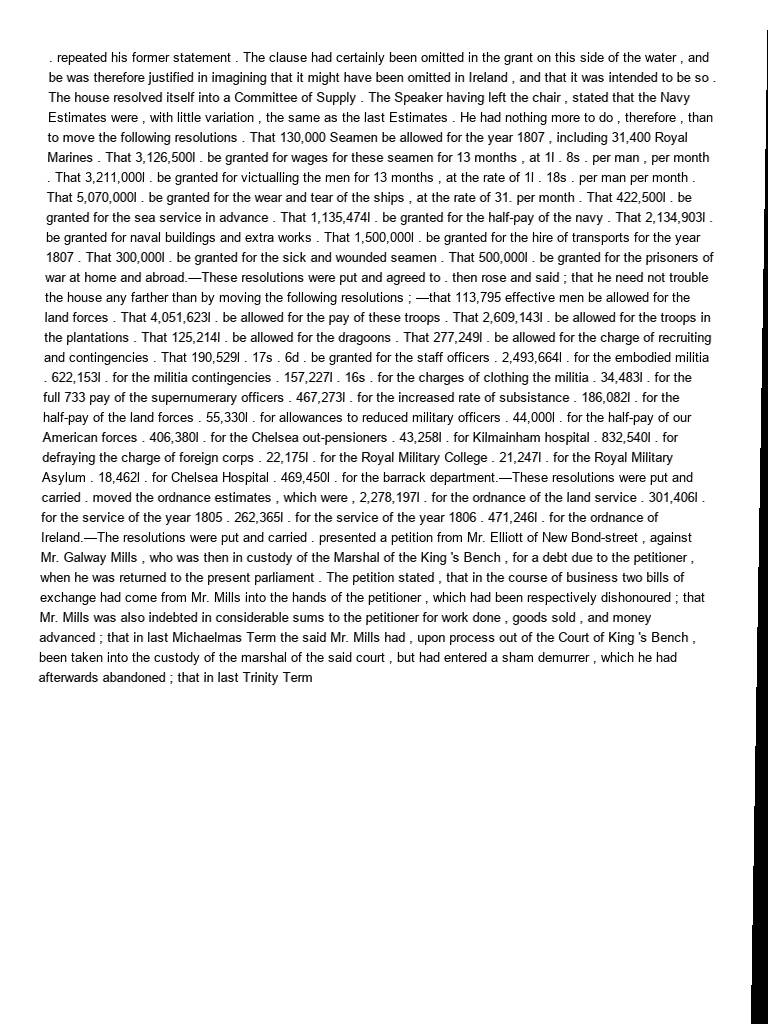 . repeated his former statement . The clause had certainly been omitted in the grant on this side of the water , and
be was therefore justified in imagining that it might have been omitted in Ireland , and that it was intended to be so .
The house resolved itself into a Committee of Supply . The Speaker having left the chair , stated that the Navy
Estimates were , with little variation , the same as the last Estimates . He had nothing more to do , therefore , than
to move the following resolutions . That 130,000 Seamen be allowed for the year 1807 , including 31,400 Royal
Marines . That 3,126,500l . be granted for wages for these seamen for 13 months , at 1l . 8s . per man , per month
. That 3,211,000l . be granted for victualling the men for 13 months , at the rate of 1l . 18s . per man per month .
That 5,070,000l . be granted for the wear and tear of the ships , at the rate of 31. per month . That 422,500l . be
granted for the sea service in advance . That 1,135,474l . be granted for the half-pay of the navy . That 2,134,903l .
be granted for naval buildings and extra works . That 1,500,000l . be granted for the hire of transports for the year
1807 . That 300,000l . be granted for the sick and wounded seamen . That 500,000l . be granted for the prisoners of
war at home and abroad.—These resolutions were put and agreed to . then rose and said ; that he need not trouble
the house any farther than by moving the following resolutions ; —that 113,795 effective men be allowed for the
land forces . That 4,051,623l . be allowed for the pay of these troops . That 2,609,143l . be allowed for the troops in
the plantations . That 125,214l . be allowed for the dragoons . That 277,249l . be allowed for the charge of recruiting
and contingencies . That 190,529l . 17s . 6d . be granted for the staff officers . 2,493,664l . for the embodied militia
. 622,153l . for the militia contingencies . 157,227l . 16s . for the charges of clothing the militia . 34,483l . for the
full 733 pay of the supernumerary officers . 467,273l . for the increased rate of subsistance . 186,082l . for the
half-pay of the land forces . 55,330l . for allowances to reduced military officers . 44,000l . for the half-pay of our
American forces . 406,380l . for the Chelsea out-pensioners . 43,258l . for Kilmainham hospital . 832,540l . for
defraying the charge of foreign corps . 22,175l . for the Royal Military College . 21,247l . for the Royal Military
Asylum . 18,462l . for Chelsea Hospital . 469,450l . for the barrack department.—These resolutions were put and
carried . moved the ordnance estimates , which were , 2,278,197l . for the ordnance of the land service . 301,406l .
for the service of the year 1805 . 262,365l . for the service of the year 1806 . 471,246l . for the ordnance of
Ireland.—The resolutions were put and carried . presented a petition from Mr. Elliott of New Bond-street , against
Mr. Galway Mills , who was then in custody of the Marshal of the King 's Bench , for a debt due to the petitioner ,
when he was returned to the present parliament . The petition stated , that in the course of business two bills of
exchange had come from Mr. Mills into the hands of the petitioner , which had been respectively dishonoured ; that
Mr. Mills was also indebted in considerable sums to the petitioner for work done , goods sold , and money
advanced ; that in last Michaelmas Term the said Mr. Mills had , upon process out of the Court of King 's Bench ,
been taken into the custody of the marshal of the said court , but had entered a sham demurrer , which he had
afterwards abandoned ; that in last Trinity Term